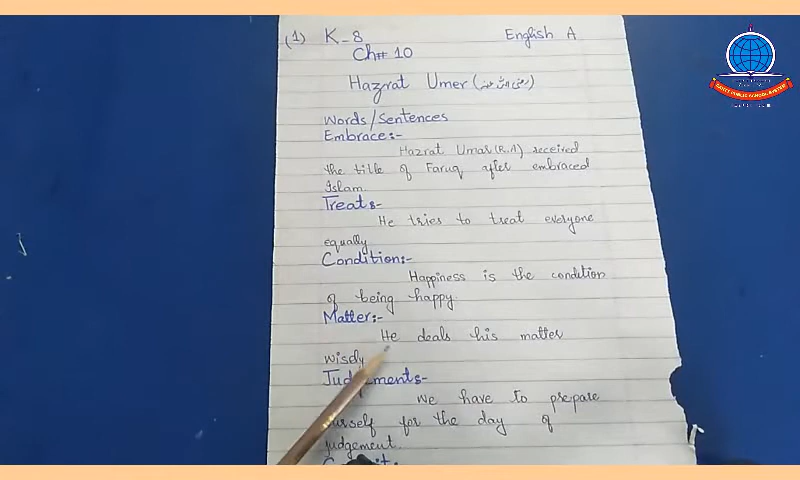 (1) K-8 English A
Ch# 10
Hazrat Umer (رضی اللہ عنہ)
Words/Sentences
Embrace:-
Hazrat Umar (R.A) received
the title of Faruq after embraced
Islam.
Treat:-
He tries to treat everyone
equally
Condition:-
Happiness is the condition
of being happy.
Matter:-
He deals his matter
wisely
Judgement:-
We have to prepare
ourself for the day of
judgement.